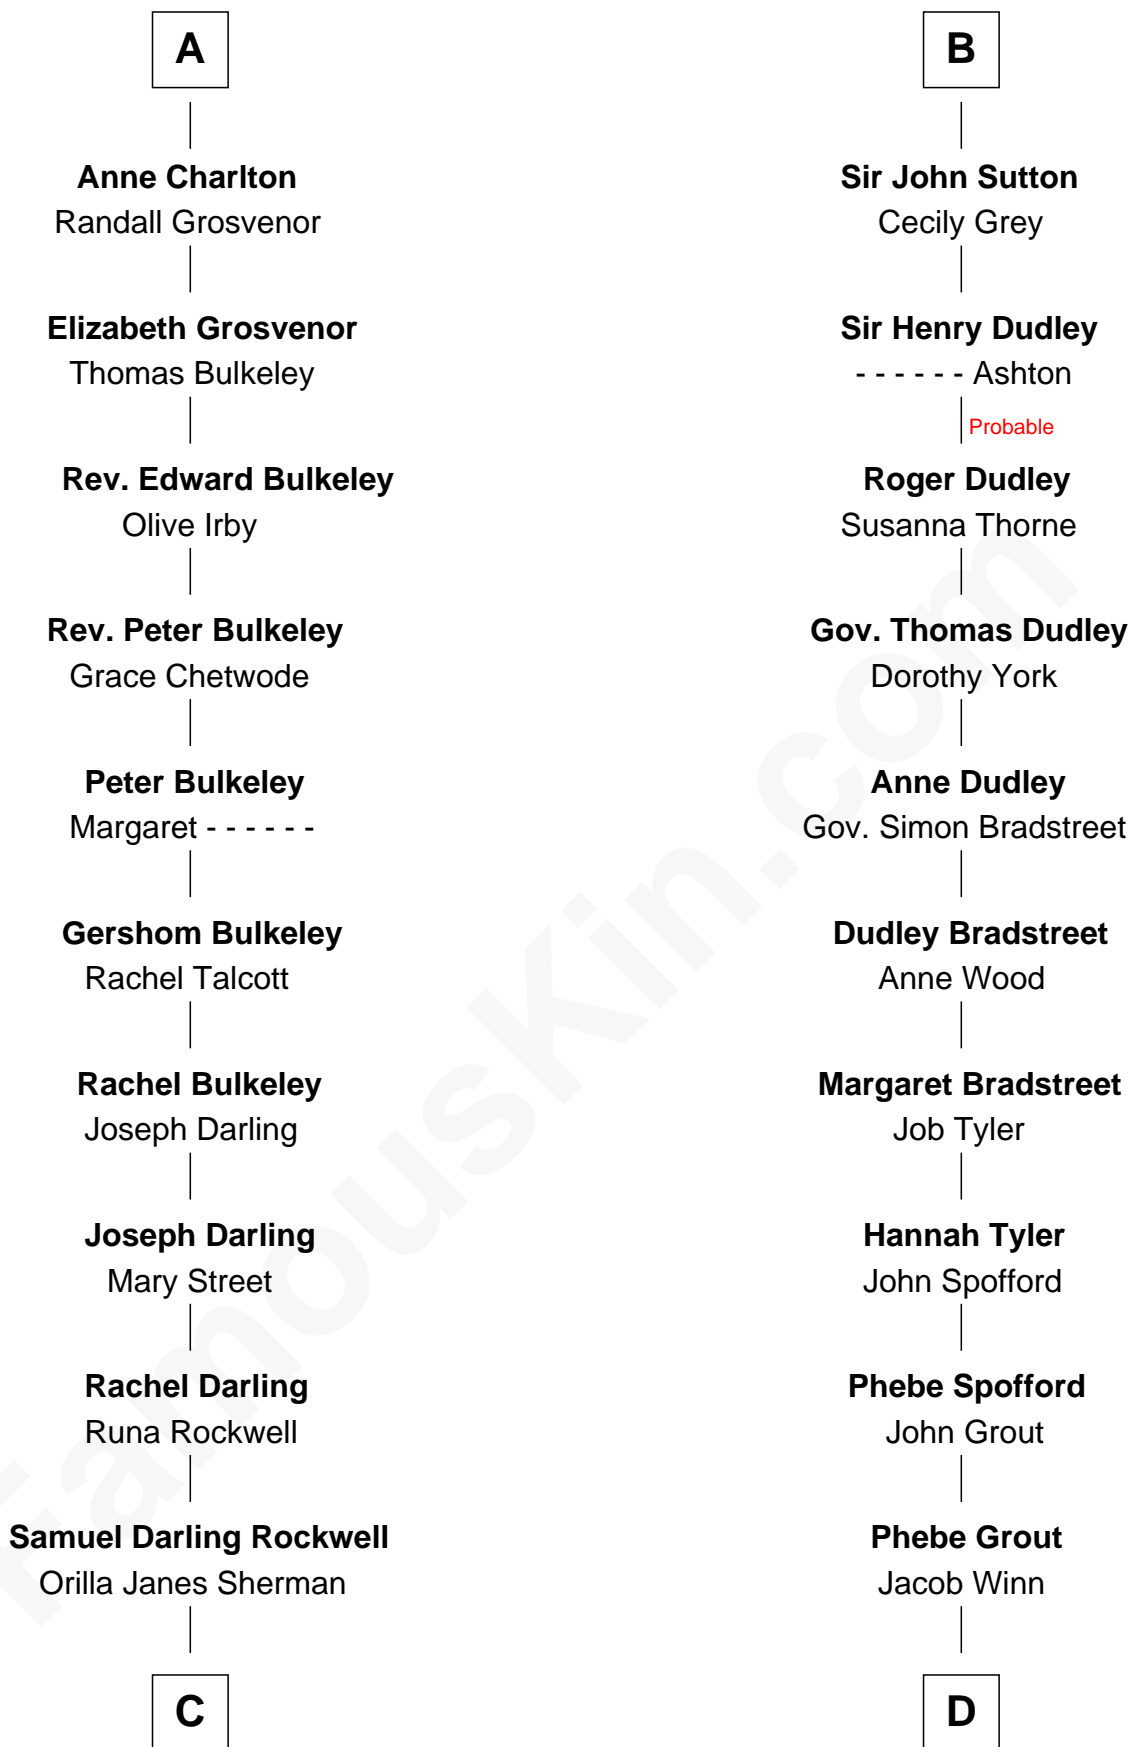 A
Anne Charlton
Randall Grosvenor
Elizabeth Grosvenor
Thomas Bulkeley
Rev. Edward Bulkeley
Olive Irby
Rev. Peter Bulkeley
Grace Chetwode
Peter Bulkeley
Margaret - - - - - -
Gershom Bulkeley
Rachel Talcott
Rachel Bulkeley
Joseph Darling
Joseph Darling
Mary Street
Rachel Darling
Runa Rockwell
Samuel Darling Rockwell
Orilla Janes Sherman
C
B
Sir John Sutton
Cecily Grey
Sir Henry Dudley
- - - - - - Ashton
Probable
Roger Dudley
Susanna Thorne
Gov. Thomas Dudley
Dorothy York
Anne Dudley
Gov. Simon Bradstreet
Dudley Bradstreet
Anne Wood
Margaret Bradstreet
Job Tyler
Hannah Tyler
John Spofford
Phebe Spofford
John Grout
Phebe Grout
Jacob Winn
D
FamousKin.com